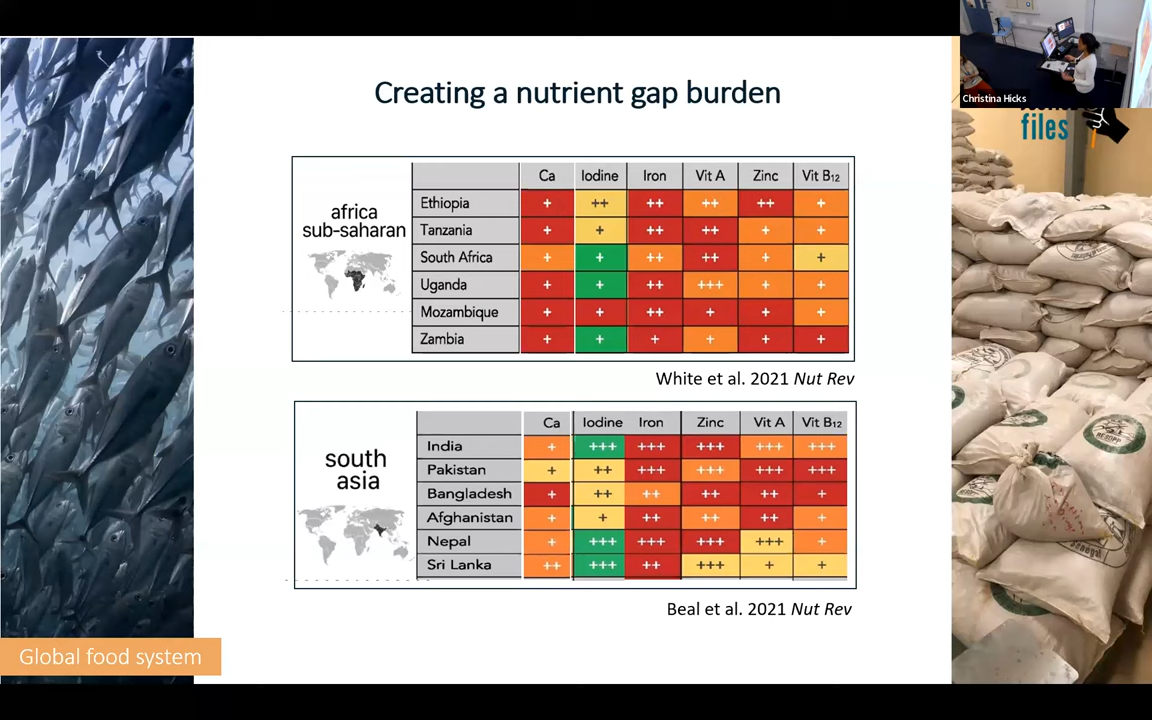 Creating a nutrient gap burden
Christina Hicks
files
africa
sub-saharan
Ca Iodine Iron Vit A Zinc Vit B12
Ethiopia + ++ ++ ++ ++ +
Tanzania + + ++ ++ + +
South Africa + + ++ ++ + +
Uganda + + ++ +++ + +
Mozambique + + ++ + + +
Zambia + + + + + +
White et al. 2021 Nut Rev
south
asia
Ca Iodine Iron Zinc Vit A Vit B12
India + +++ +++ +++ +++ +++
Pakistan + ++ +++ +++ +++ +++
Bangladesh + ++ ++ ++ ++ +
Afghanistan + + ++ ++ ++ +
Nepal + +++ +++ +++ +++ +
Sri Lanka ++ +++ ++ +++ + +
Beal et al. 2021 Nut Rev
Senegal
Global food system